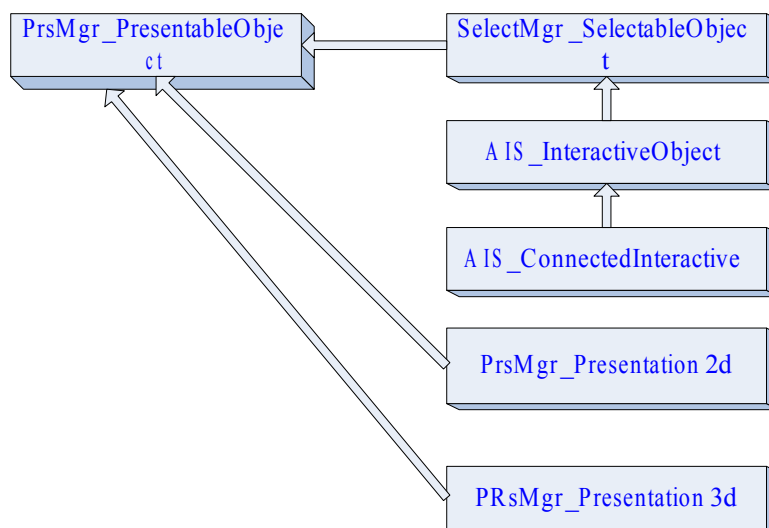 PrsMgr_PresentableObje
ct
SelectMgr_SelectableObjec
t
AIS_InteractiveObject
AIS_ConnectedInteractive
PrsMgr_Presentation 2d
PRsMgr_Presentation 3d